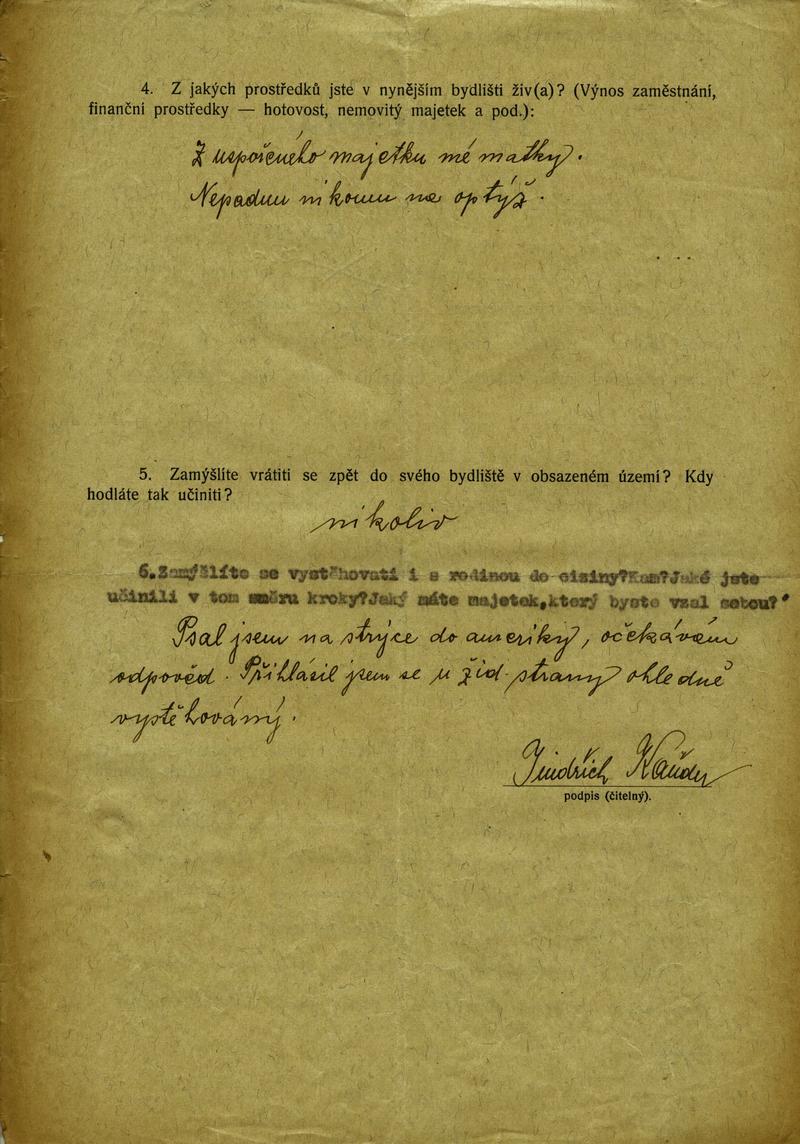 4. Z jakých prostředků jste v nynějším bydlišti živ(a)? (Výnos zaměstnání,
finanční prostředky — hotovost, nemovitý majetek a pod.):
Z uspořeného majetku mé matky.
Nepadnu nikomu na optýž.
5. Zamýšlíte vrátiti se zpět do svého bydliště v obsazeném území? Kdy
hodláte tak učiniti?
nikoliv
6.Zamýšlíte se vystěhovati i s rodinou do ciziny?Kam?Jaké jste
učinili v tom směru kroky?Jaký máte majetek,který byste vzal sebou?
Psal jsem na strýce do ameriky, očekávám
odpověd. Přihlásil jsem se u žid. strany ohledně
vystěhování.
Jindřich
podpis (čitelný).